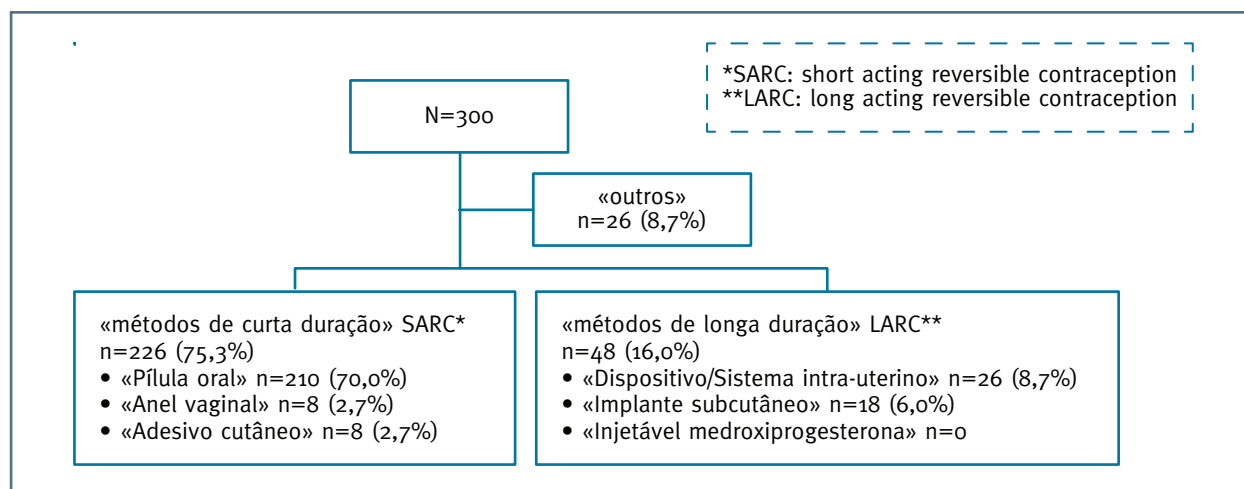 *SARC: short acting reversible contraception
**LARC: long acting reversible contraception
N=300
«outros»
n=26 (8,7%)
«métodos de curta duração» SARC*
n=226 (75,3%)
• «Pílula oral» n=210 (70,0%)
• «Anel vaginal» n=8 (2,7%)
• «Adesivo cutâneo» n=8 (2,7%)
«métodos de longa duração» LARC**
n=48 (16,0%)
• «Dispositivo/Sistema intra-uterino» n=26 (8,7%)
• «Implante subcutâneo» n=18 (6,0%)
• «Injetável medroxiprogesterona» n=0